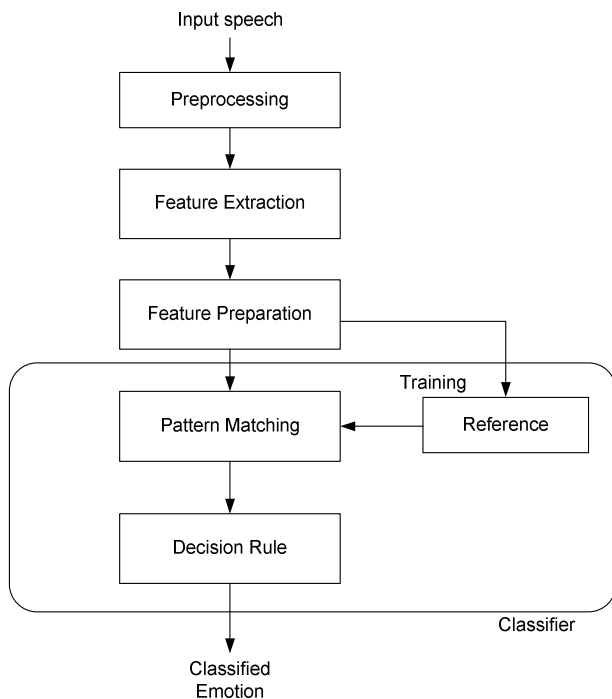 Input speech
Preprocessing
Feature Extraction
Feature Preparation
Training
Pattern Matching
Reference
Decision Rule
Classifier
Classified
Emotion